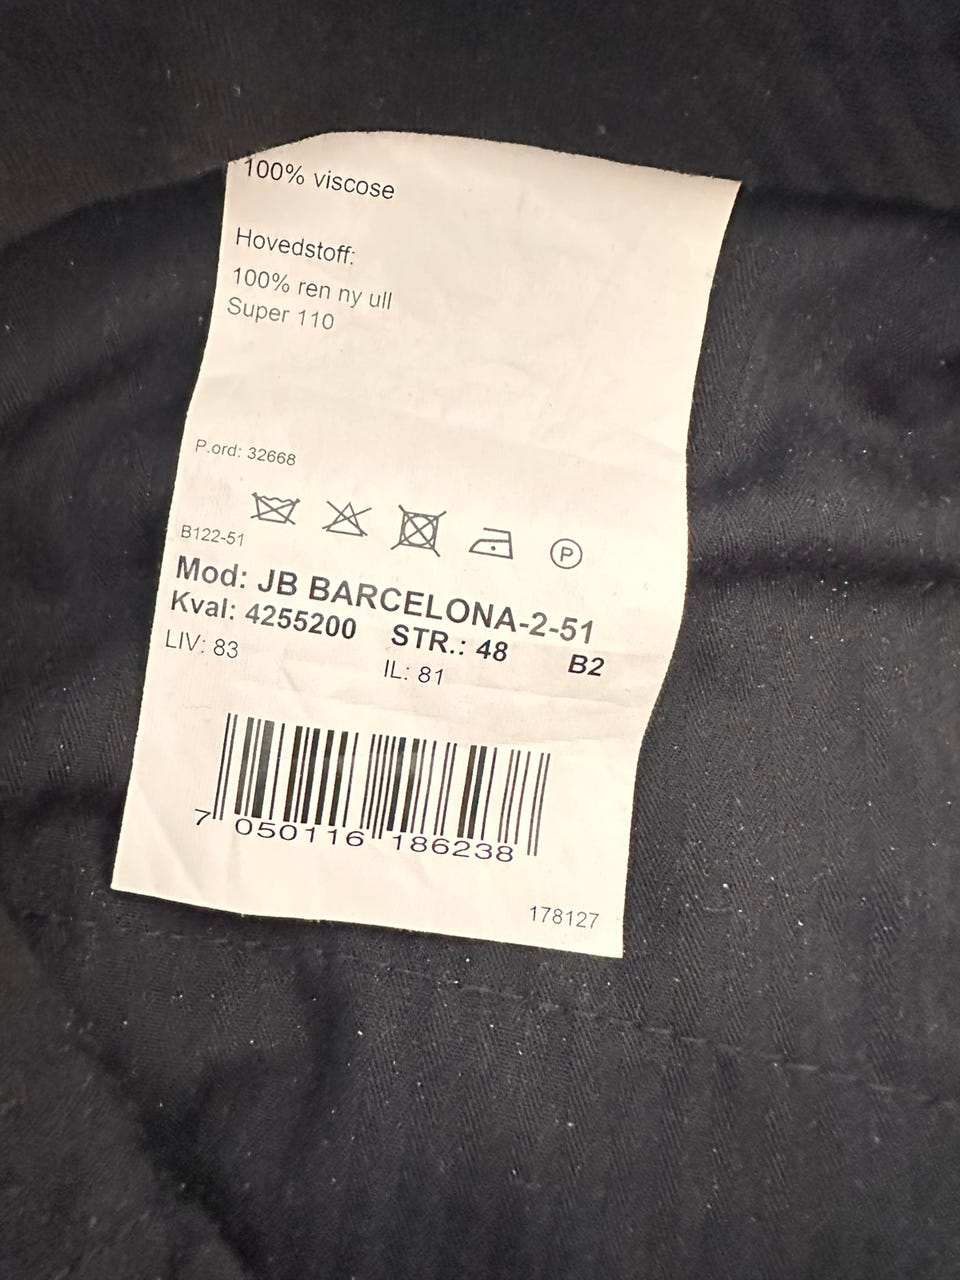 100% viscose
Hovedstoff:
100% ren ny ull
Super 110
P.ord: 32668
P
B122-51
Mod: JB BARCELONA-2-51
Kval: 4255200 STR.: 48 B2
LIV: 83 IL: 81
7 050116 186238
178127